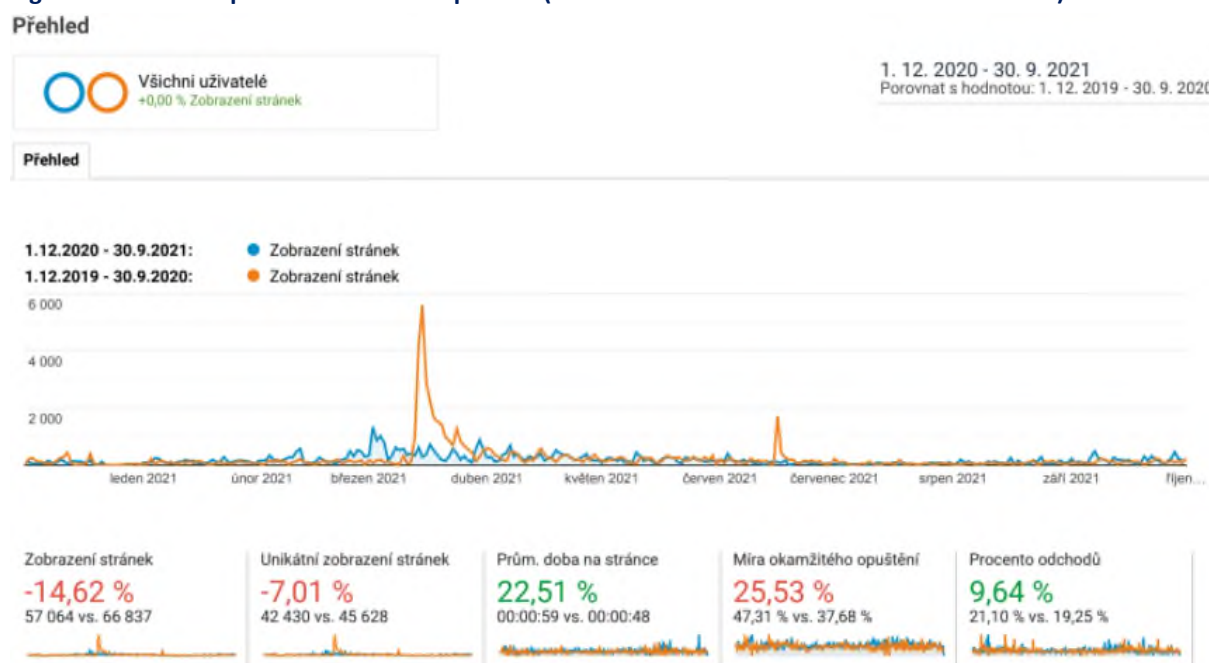 Přehled
Všichni uživatelé
+0,00 % Zobrazení stránek
1. 12. 2020 - 30. 9. 2021
Porovnat s hodnotou: 1. 12. 2019 - 30. 9. 2020
Přehled
1.12.2020 - 30.9.2021: Zobrazení stránek
1.12.2019 - 30.9.2020: Zobrazení stránek
6 000
4 000
2 000
leden 2021 únor 2021 březen 2021 duben 2021 květen 2021 červen 2021 červenec 2021 srpen 2021 září 2021 říjen...
Zobrazení stránek Unikátní zobrazení stránek Prům. doba na stránce Míra okamžitého opuštění Procento odchodů
-14,62 % -7,01 % 22,51 % 25,53 % 9,64 %
57 064 vs. 66 837 42 430 vs. 45 628 00:00:59 vs. 00:00:48 47,31 % vs. 37,68 % 21,10 % vs. 19,25 %